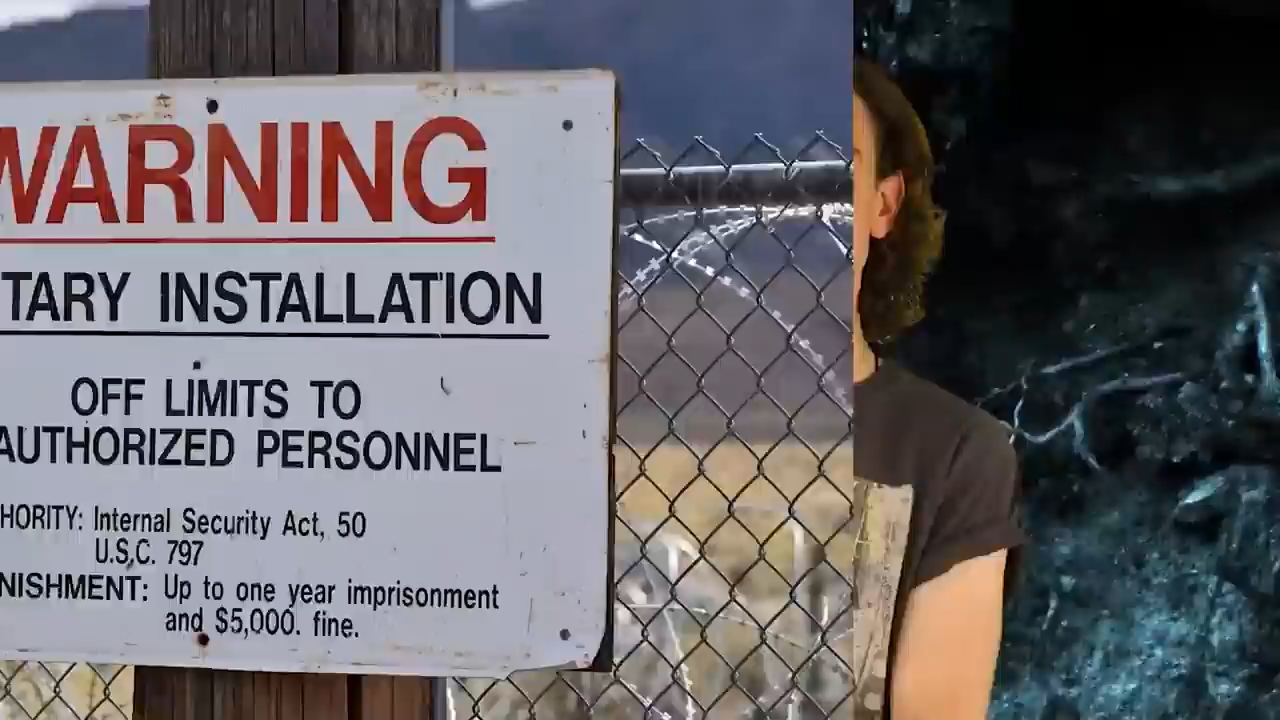 WARNING
TARY INSTALLATION
OFF LIMITS TO
AUTHORIZED PERSONNEL
HORITY: Internal Security Act, 50
U.S.C. 797
NISHMENT: Up to one year imprisonment
and $5,000. fine.